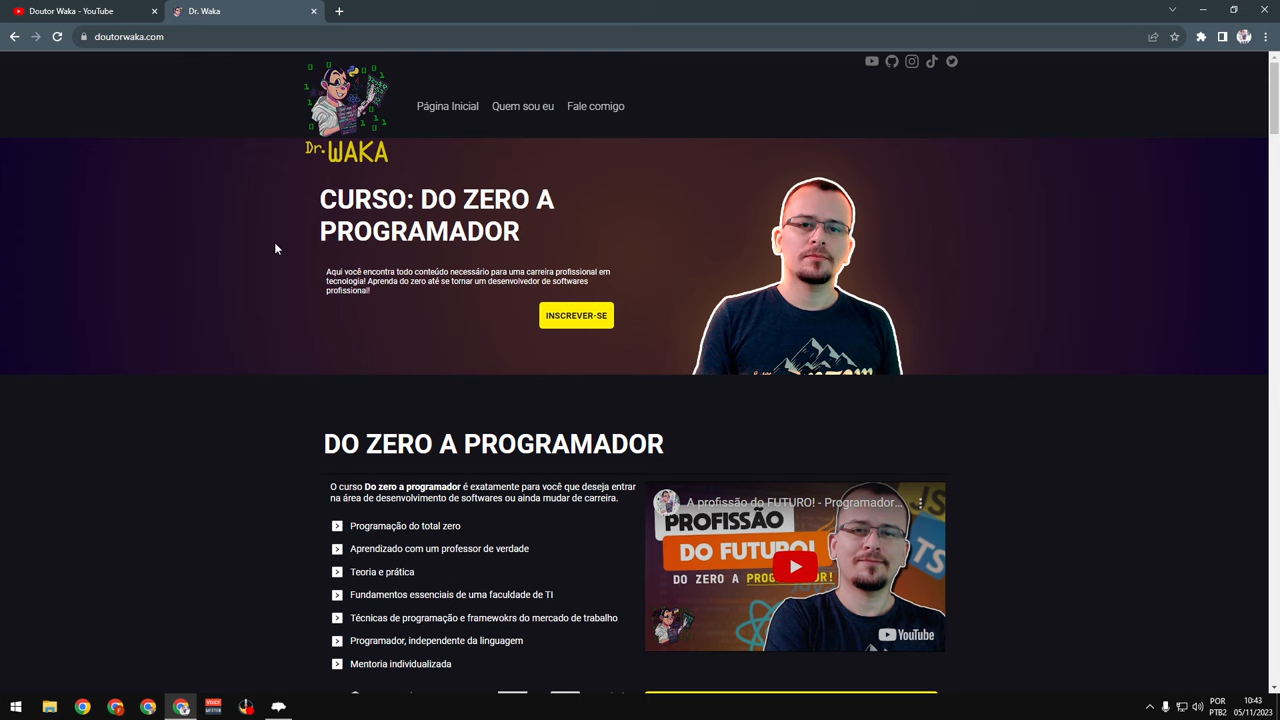 Doutor Waka - YouTube
Dr. Waka
doutorwaka.com
Dr. WAKA
Página Inicial
Quem sou eu
Fale comigo
CURSO: DO ZERO A
PROGRAMADOR
Aqui você encontra todo conteúdo necessário para uma carreira profissional em
tecnologia! Aprenda do zero até se tornar um desenvolvedor de softwares
profissional!
INSCREVER-SE
DO ZERO A PROGRAMADOR
O curso Do zero a programador é exatamente para você que deseja entrar
na área de desenvolvimento de softwares ou ainda mudar de carreira.
Programação do total zero
Aprendizado com um professor de verdade
Teoria e prática
Fundamentos essenciais de uma faculdade de TI
Técnicas de programação e framewokrs do mercado de trabalho
Programador, independente da linguagem
Mentoria individualizada
A profissão do FUTURO! - Programador...
PROFISSÃO
DO FUTURO!
DO ZERO A PROGRAMADOR!
JS
TS
YouTube
POR
PTB2
10:43
05/11/2023